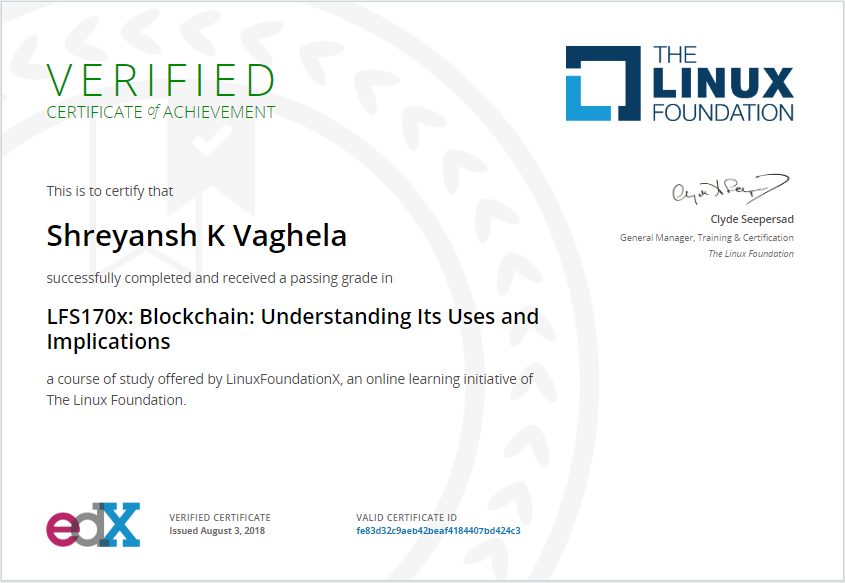 VERIFIED
CERTIFICATE of ACHIEVEMENT
THE
LINUX
FOUNDATION
This is to certify that
Shreyansh K Vaghela
successfully completed and received a passing grade in
LFS170x: Blockchain: Understanding Its Uses and
Implications
a course of study offered by LinuxFoundationX, an online learning initiative of
The Linux Foundation.
Clyde Seepersad
General Manager, Training & Certification
The Linux Foundation
edX
VERIFIED CERTIFICATE
Issued August 3, 2018
VALID CERTIFICATE ID
fe83d32c9aeb42beaf4184407bd424c3